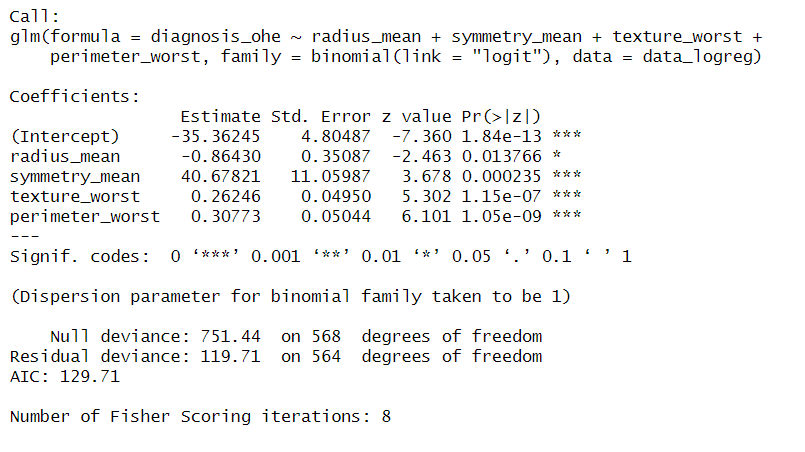 Call:
glm(formula = diagnosis_ohe ~ radius_mean + symmetry_mean + texture_worst +
    perimeter_worst, family = binomial(link = "logit"), data = data_logreg)

Coefficients:
                 Estimate Std. Error z value Pr(>|z|)
(Intercept)     -35.36245    4.80487  -7.360 1.84e-13 ***
radius_mean      -0.86430    0.35087  -2.463 0.013766 *
symmetry_mean    40.67821   11.05987   3.678 0.000235 ***
texture_worst     0.26246    0.04950   5.302 1.15e-07 ***
perimeter_worst   0.30773    0.05044   6.101 1.05e-09 ***
---
Signif. codes:  0 ‘***’ 0.001 ‘**’ 0.01 ‘*’ 0.05 ‘.’ 0.1 ‘ ’ 1

(Dispersion parameter for binomial family taken to be 1)

    Null deviance: 751.44  on 568  degrees of freedom
Residual deviance: 119.71  on 564  degrees of freedom
AIC: 129.71

Number of Fisher Scoring iterations: 8